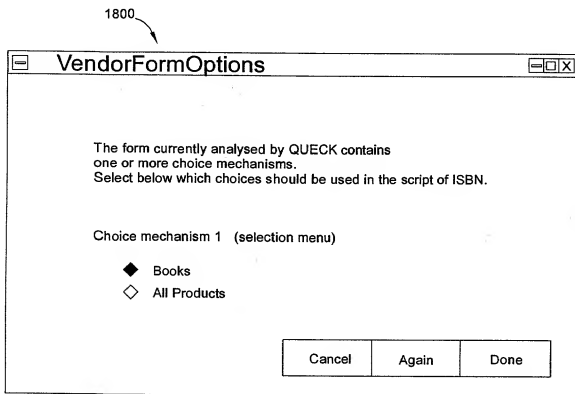 1800
VendorFormOptions
The form currently analysed by QUECK contains
one or more choice mechanisms.
Select below which choices should be used in the script of ISBN.
Choice mechanism 1 (selection menu)
Books
All Products
Cancel Again Done